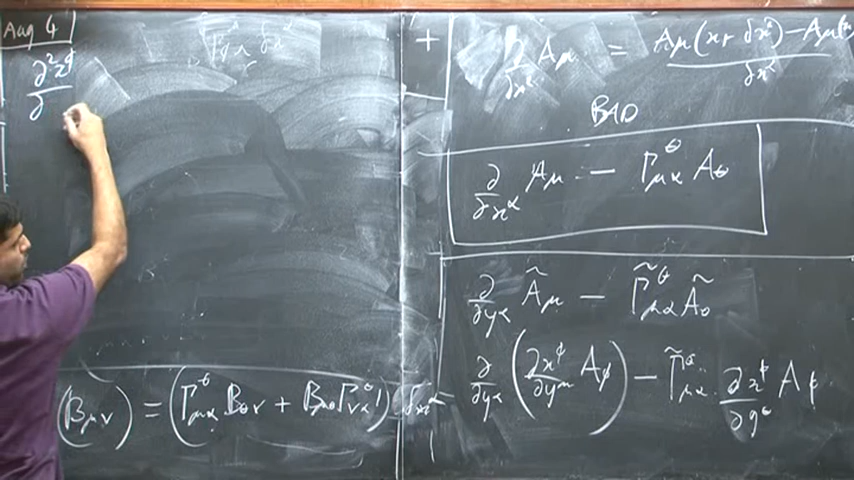 Aug 4
∂²x^ϕ
∂
(B_{μν}) = (Γ^θ_{μα} B_{θν} + B_{μθ} Γ^θ_{να}) δx^α
+
∂/∂x^α A_μ = (A_μ(x+δx^α) − A_μ(x))/δx^α
BAD
∂/∂x^α A_μ − Γ^θ_{μα} A_θ
∂/∂y^α Ã_μ − Γ̃^θ_{μα} Ã_θ
∂/∂y^α (∂x^ϕ/∂y^μ A_ϕ) − Γ̃^θ_{μα} ∂x^ϕ/∂y^θ A_ϕ